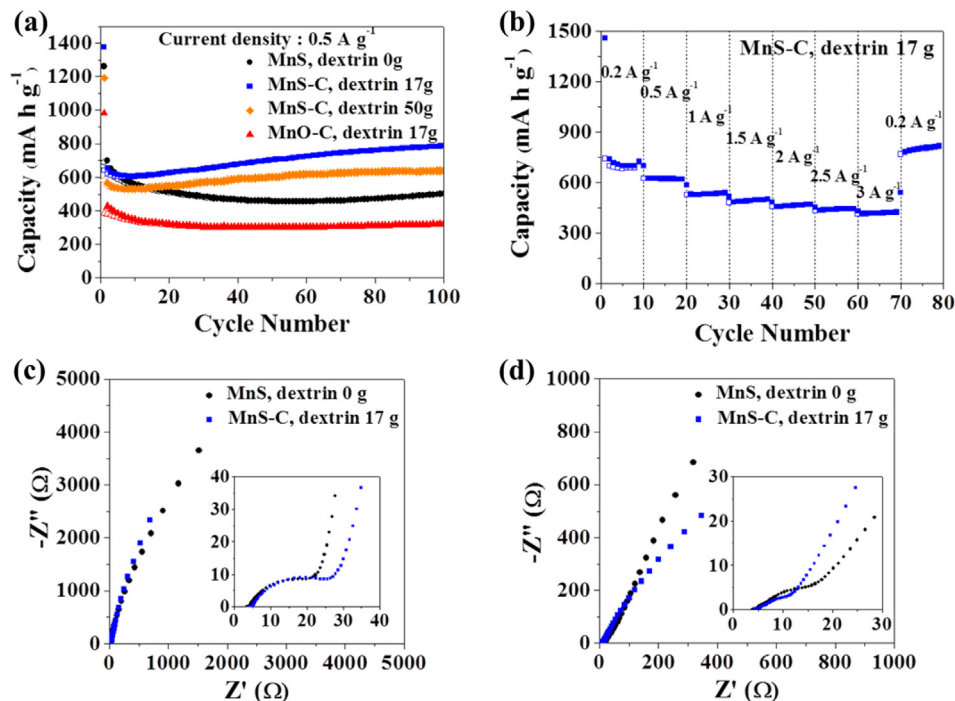 (a)
Current density : 0.5 A g⁻¹
MnS, dextrin 0g
MnS-C, dextrin 17g
MnS-C, dextrin 50g
MnO-C, dextrin 17g
1400
1200
1000
800
600
400
200
0
0 20 40 60 80 100
Capacity (mA h g⁻¹)
Cycle Number
(b)
MnS-C, dextrin 17 g
0.2 A g⁻¹
0.5 A g⁻¹
1 A g⁻¹
1.5 A g⁻¹
2 A g⁻¹
2.5 A g⁻¹
3 A g⁻¹
0.2 A g⁻¹
1500
1200
900
600
300
0
0 10 20 30 40 50 60 70 80
Capacity (mA h g⁻¹)
Cycle Number
(c)
MnS, dextrin 0 g
MnS-C, dextrin 17 g
5000
4000
3000
2000
1000
0
0 1000 2000 3000 4000 5000
-Z'' (Ω)
Z' (Ω)
40
30
20
10
0
0 10 20 30 40
(d)
MnS, dextrin 0 g
MnS-C, dextrin 17 g
1000
800
600
400
200
0
0 200 400 600 800 1000
-Z'' (Ω)
Z' (Ω)
30
20
10
0
0 10 20 30